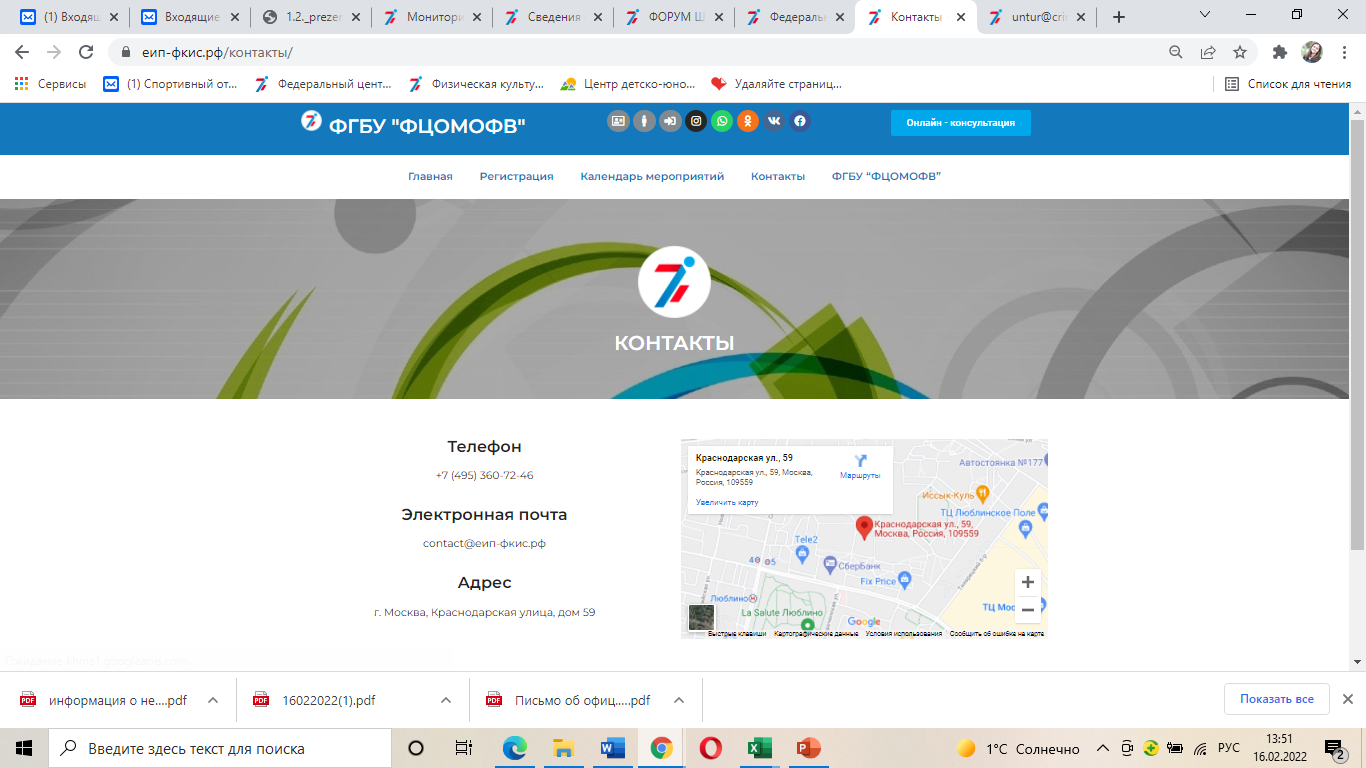 (1) Входящ
Входящие
1.2._prezen
Монитори
Сведения
ФОРУМ Ш
Федеральн
Контакты
untur@crin
еип-фкис.рф/контакты/
Сервисы
(1) Спортивный от...
Федеральный цент...
Физическая культу...
Центр детско-юно...
Удаляйте страниц...
Список для чтения
ФГБУ "ФЦОМОФВ"
Онлайн - консультация
Главная
Регистрация
Календарь мероприятий
Контакты
ФГБУ “ФЦОМОФВ”
КОНТАКТЫ
Телефон
+7 (495) 360-72-46
Электронная почта
contact@еип-фкис.рф
Адрес
г. Москва, Краснодарская улица, дом 59
Краснодарская ул., 59
Краснодарская ул., 59, Москва,
Россия, 109559
Маршруты
Увеличить карту
Автостоянка №177
Иссык-Куль
ТЦ Люблинское Поле
Краснодарская ул., 59,
Москва, Россия, 109559
Tele2
СберБанк
Fix Price
Люблино
La Salute Люблино
ТЦ Мос
Google
Быстрые клавиши
Картографические данные
Условия использования
Сообщить об ошибке на карте
информация о не....pdf
16022022(1).pdf
Письмо об офиц.....pdf
Показать все
Введите здесь текст для поиска
1°C Солнечно
РУС
13:51
16.02.2022
2